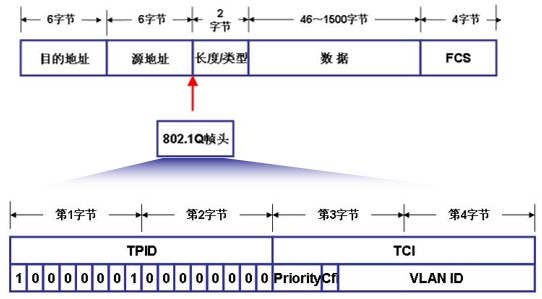 6字节 6字节 2字节 46～1500字节 4字节
目的地址 源地址 长度/类型 数 据 FCS
802.1Q帧头
第1字节 第2字节 第3字节 第4字节
TPID TCI
1 0 0 0 0 0 0 1 0 0 0 0 0 0 0 0 Priority Cfi VLAN ID